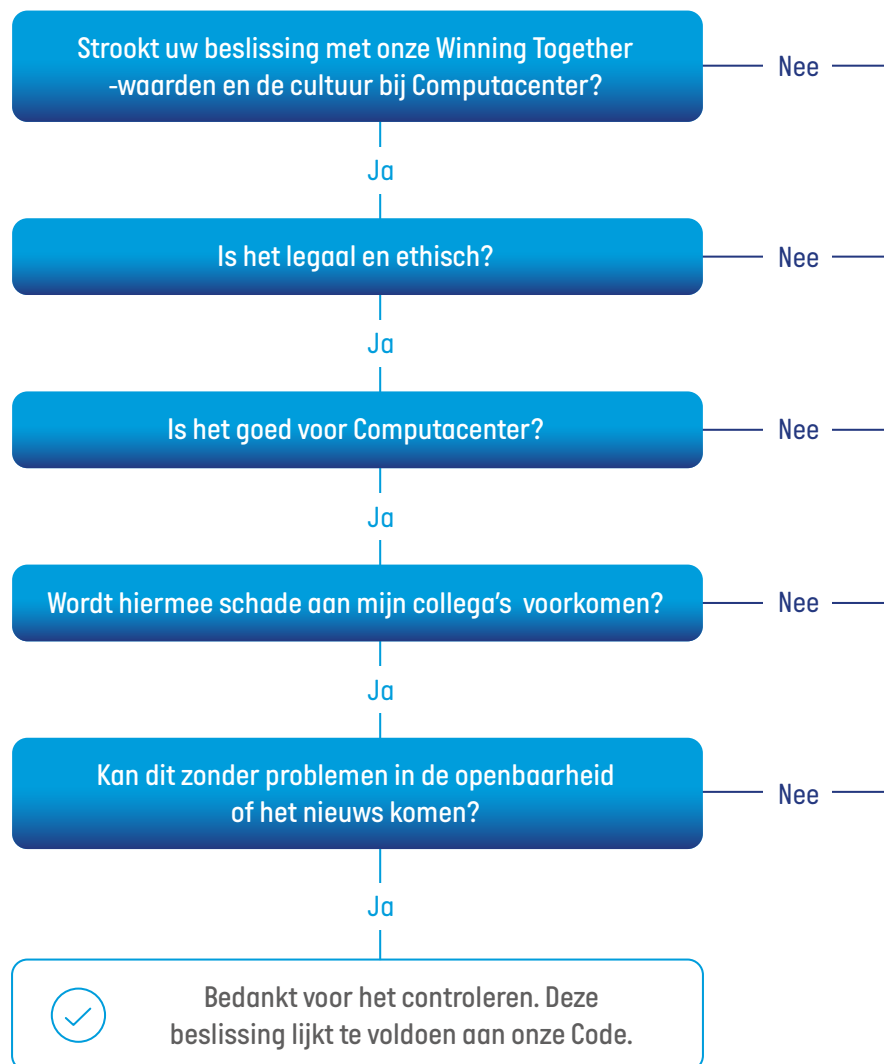 Strookt uw beslissing met onze Winning Together
-waarden en de cultuur bij Computacenter?
Nee
Ja
Is het legaal en ethisch?
Nee
Ja
Is het goed voor Computacenter?
Nee
Ja
Wordt hiermee schade aan mijn collega's voorkomen?
Nee
Ja
Kan dit zonder problemen in de openbaarheid
of het nieuws komen?
Nee
Ja
Bedankt voor het controleren. Deze
beslissing lijkt te voldoen aan onze Code.